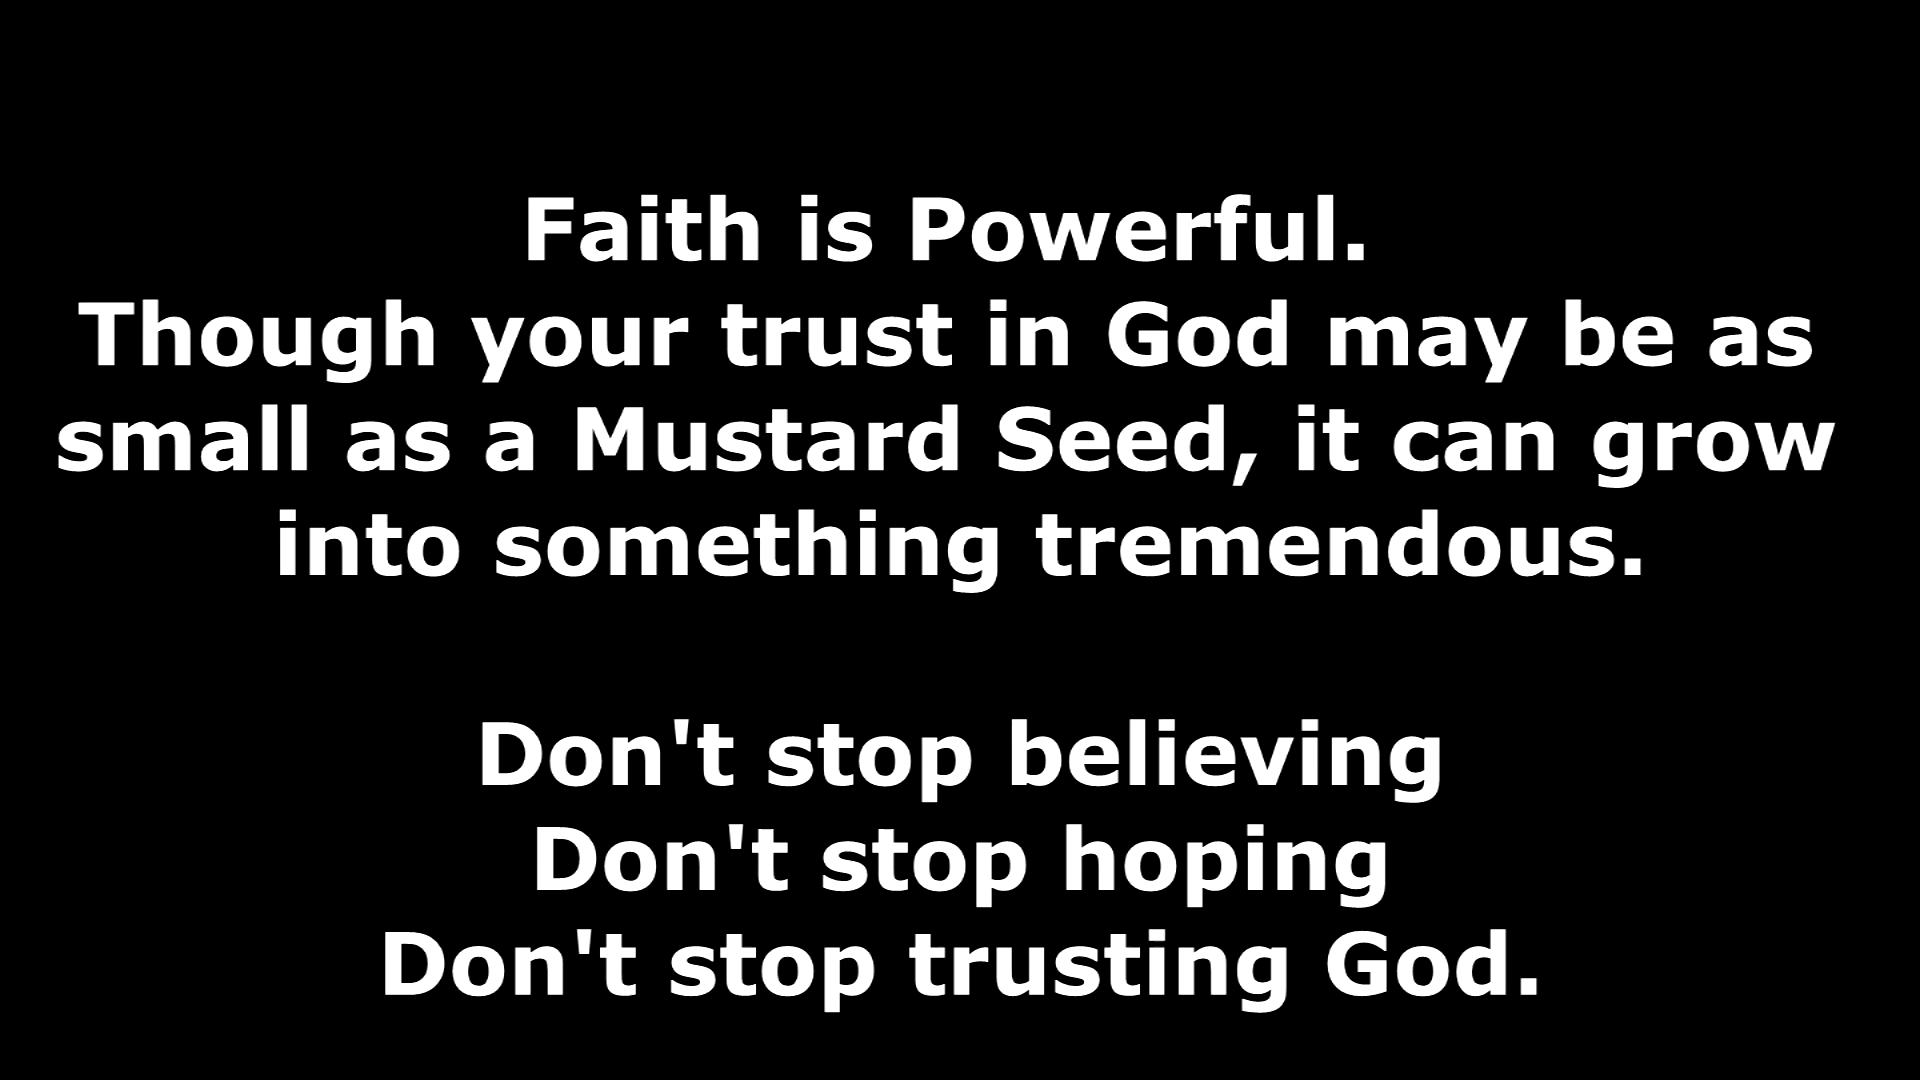 Faith is Powerful.
Though your trust in God may be as
small as a Mustard Seed, it can grow
into something tremendous.
Don't stop believing
Don't stop hoping
Don't stop trusting God.